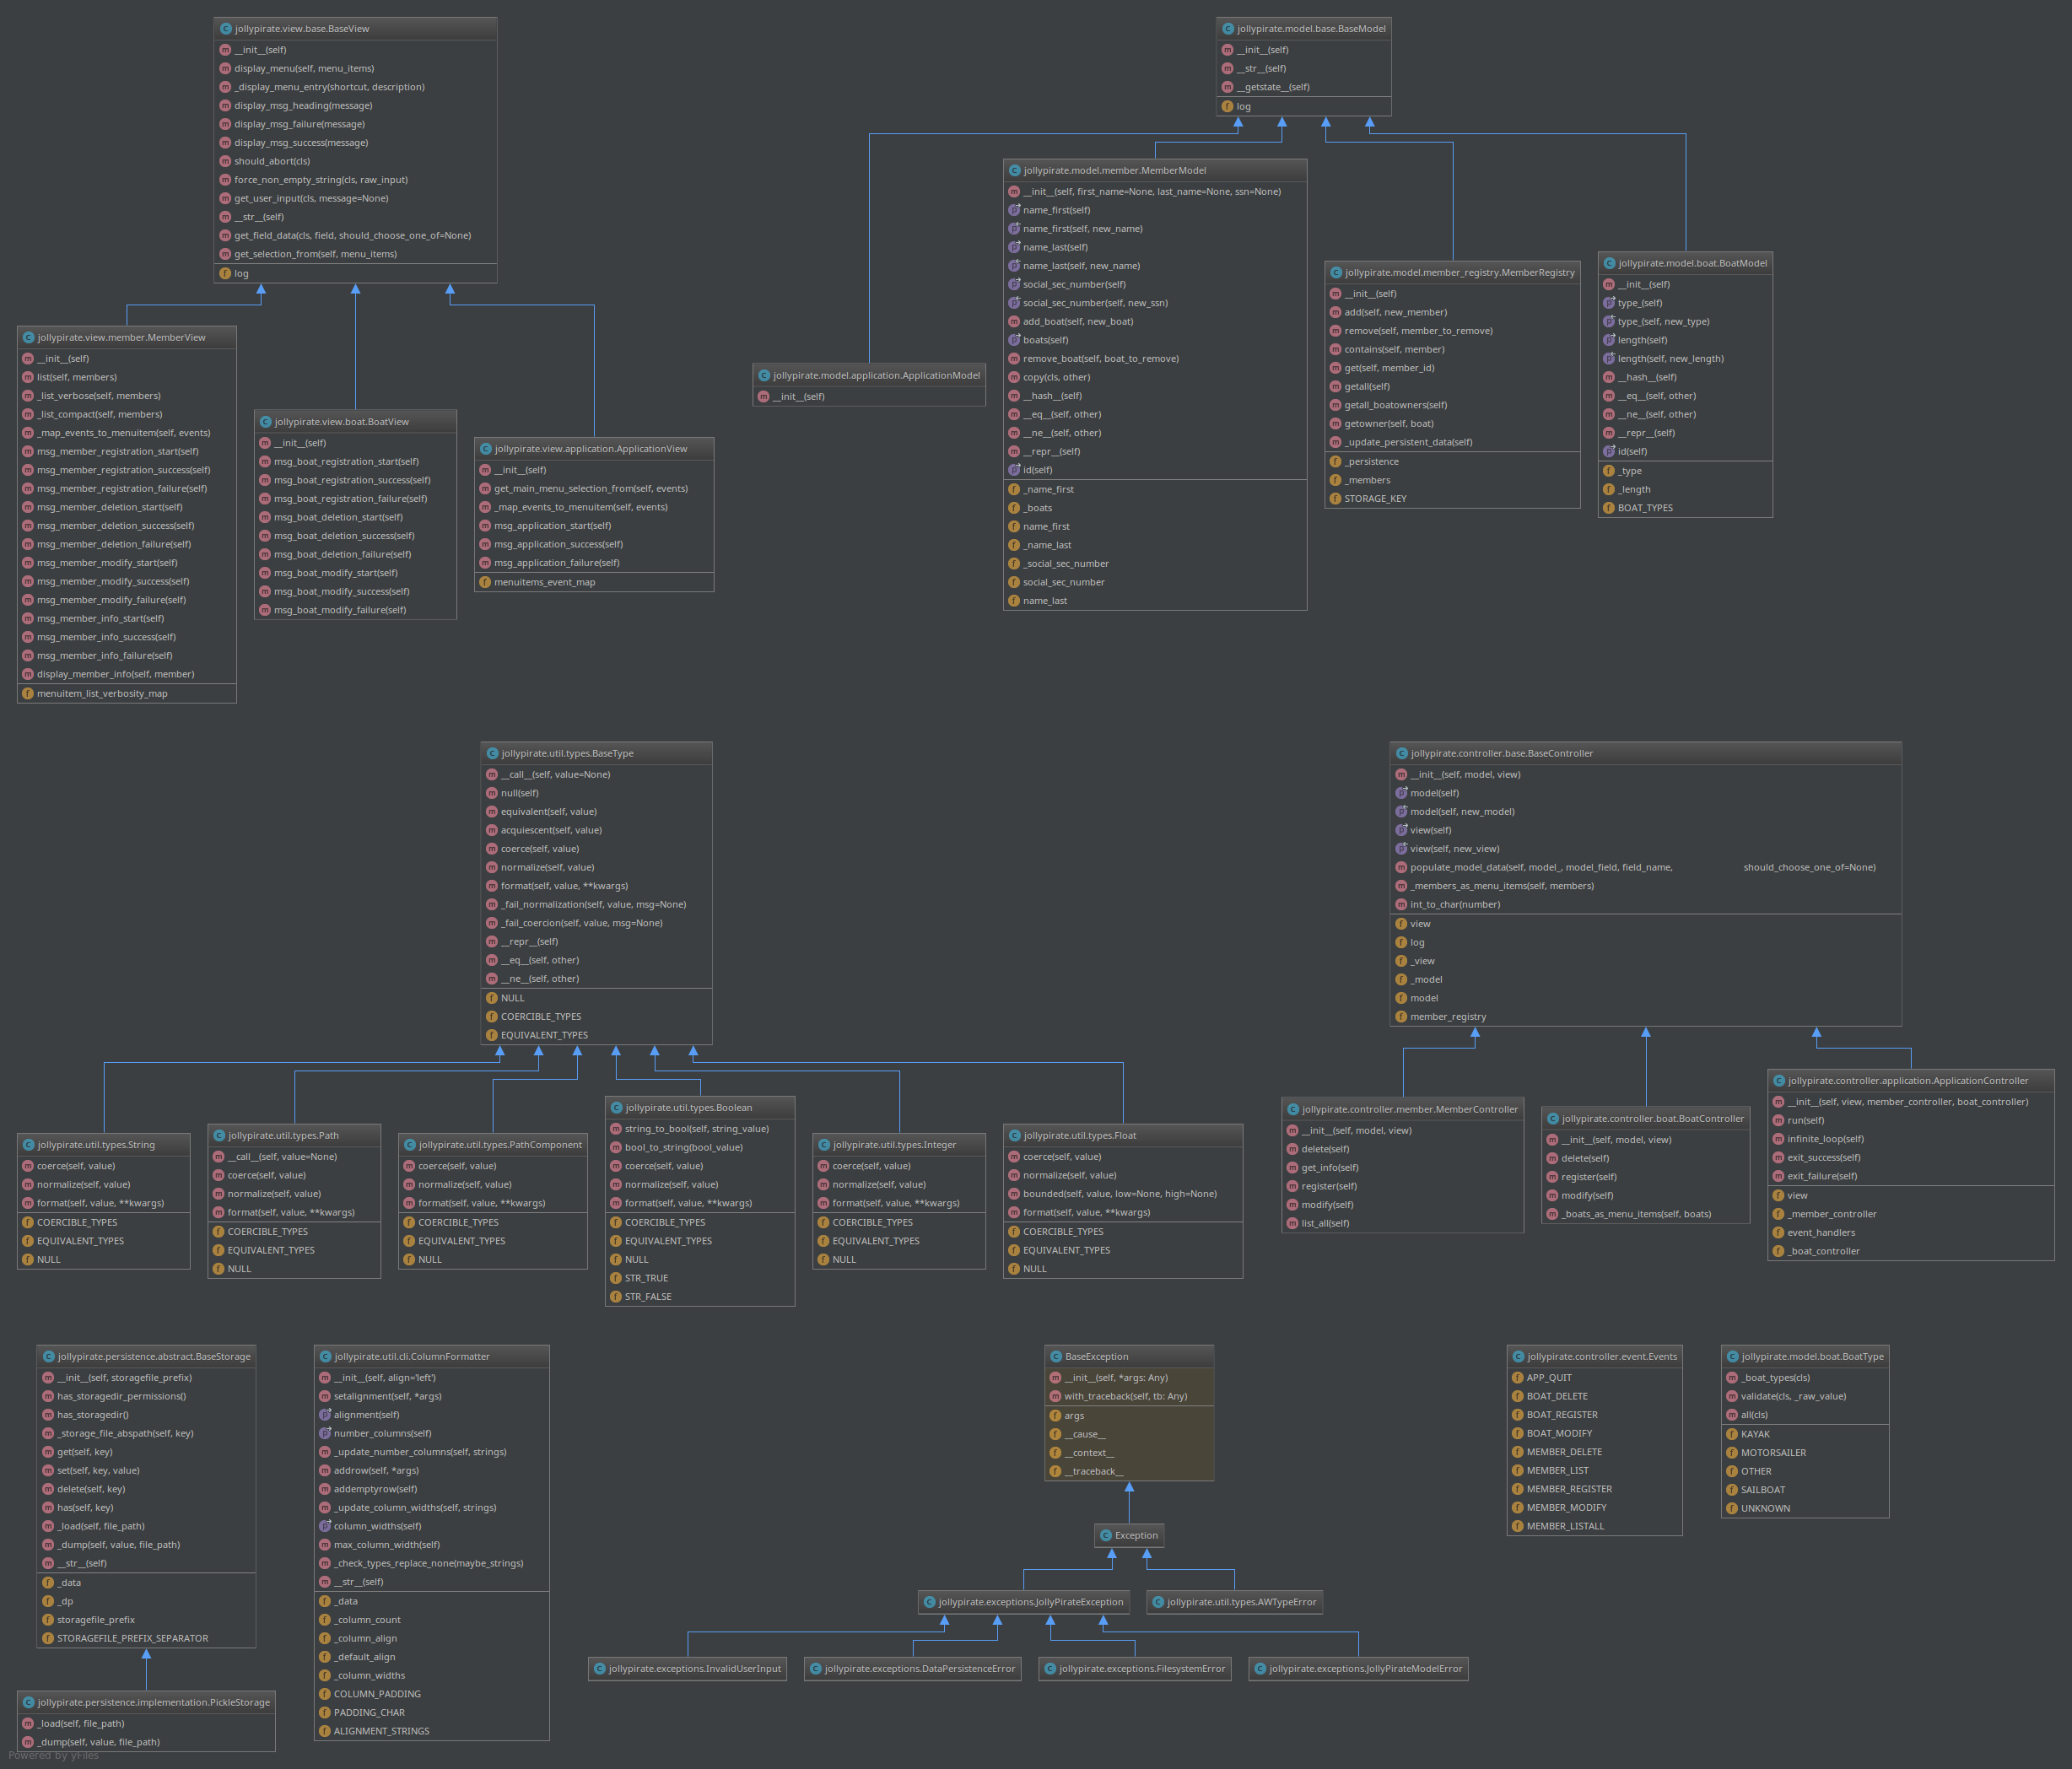 jollypirate.view.base.BaseView
__init__(self)
display_menu(self, menu_items)
_display_menu_entry(shortcut, description)
display_msg_heading(message)
display_msg_failure(message)
display_msg_success(message)
should_abort(cls)
force_non_empty_string(cls, raw_input)
get_user_input(cls, message=None)
__str__(self)
get_field_data(cls, field, should_choose_one_of=None)
get_selection_from(self, menu_items)
log
jollypirate.model.base.BaseModel
__init__(self)
__str__(self)
__getstate__(self)
log
jollypirate.view.member.MemberView
__init__(self)
list(self, members)
_list_verbose(self, members)
_list_compact(self, members)
_map_events_to_menuitem(self, events)
msg_member_registration_start(self)
msg_member_registration_success(self)
msg_member_registration_failure(self)
msg_member_deletion_start(self)
msg_member_deletion_success(self)
msg_member_deletion_failure(self)
msg_member_modify_start(self)
msg_member_modify_success(self)
msg_member_modify_failure(self)
msg_member_info_start(self)
msg_member_info_success(self)
msg_member_info_failure(self)
display_member_info(self, member)
menuitem_list_verbosity_map
jollypirate.view.boat.BoatView
__init__(self)
msg_boat_registration_start(self)
msg_boat_registration_success(self)
msg_boat_registration_failure(self)
msg_boat_deletion_start(self)
msg_boat_deletion_success(self)
msg_boat_deletion_failure(self)
msg_boat_modify_start(self)
msg_boat_modify_success(self)
msg_boat_modify_failure(self)
jollypirate.view.application.ApplicationView
__init__(self)
get_main_menu_selection_from(self, events)
_map_events_to_menuitem(self, events)
msg_application_start(self)
msg_application_success(self)
msg_application_failure(self)
menuitems_event_map
jollypirate.model.application.ApplicationModel
__init__(self)
jollypirate.model.member.MemberModel
__init__(self, first_name=None, last_name=None, ssn=None)
name_first(self)
name_first(self, new_name)
name_last(self)
name_last(self, new_name)
social_sec_number(self)
social_sec_number(self, new_ssn)
add_boat(self, new_boat)
boats(self)
remove_boat(self, boat_to_remove)
copy(cls, other)
__hash__(self)
__eq__(self, other)
__ne__(self, other)
__repr__(self)
id(self)
_name_first
_boats
name_first
_name_last
_social_sec_number
social_sec_number
name_last
jollypirate.model.member_registry.MemberRegistry
__init__(self)
add(self, new_member)
remove(self, member_to_remove)
contains(self, member)
get(self, member_id)
getall(self)
getall_boatowners(self)
getowner(self, boat)
_update_persistent_data(self)
_persistence
_members
STORAGE_KEY
jollypirate.model.boat.BoatModel
__init__(self)
type_(self)
type_(self, new_type)
length(self)
length(self, new_length)
__hash__(self)
__eq__(self, other)
__ne__(self, other)
__repr__(self)
id(self)
_type
_length
BOAT_TYPES
jollypirate.util.types.BaseType
__call__(self, value=None)
null(self)
equivalent(self, value)
acquiescent(self, value)
coerce(self, value)
normalize(self, value)
format(self, value, **kwargs)
_fail_normalization(self, value, msg=None)
_fail_coercion(self, value, msg=None)
__repr__(self)
__eq__(self, other)
__ne__(self, other)
NULL
COERCIBLE_TYPES
EQUIVALENT_TYPES
jollypirate.controller.base.BaseController
__init__(self, model, view)
model(self)
model(self, new_model)
view(self)
view(self, new_view)
populate_model_data(self, model_, model_field, field_name, should_choose_one_of=None)
_members_as_menu_items(self, members)
int_to_char(number)
view
log
_view
_model
model
member_registry
jollypirate.util.types.String
coerce(self, value)
normalize(self, value)
format(self, value, **kwargs)
COERCIBLE_TYPES
EQUIVALENT_TYPES
NULL
jollypirate.util.types.Path
__call__(self, value=None)
coerce(self, value)
normalize(self, value)
format(self, value, **kwargs)
COERCIBLE_TYPES
EQUIVALENT_TYPES
NULL
jollypirate.util.types.PathComponent
coerce(self, value)
normalize(self, value)
format(self, value, **kwargs)
COERCIBLE_TYPES
EQUIVALENT_TYPES
NULL
jollypirate.util.types.Boolean
string_to_bool(self, string_value)
bool_to_string(bool_value)
coerce(self, value)
normalize(self, value)
format(self, value, **kwargs)
COERCIBLE_TYPES
EQUIVALENT_TYPES
NULL
STR_TRUE
STR_FALSE
jollypirate.util.types.Integer
coerce(self, value)
normalize(self, value)
format(self, value, **kwargs)
COERCIBLE_TYPES
EQUIVALENT_TYPES
NULL
jollypirate.util.types.Float
coerce(self, value)
normalize(self, value)
bounded(self, value, low=None, high=None)
format(self, value, **kwargs)
COERCIBLE_TYPES
EQUIVALENT_TYPES
NULL
jollypirate.controller.member.MemberController
__init__(self, model, view)
delete(self)
get_info(self)
register(self)
modify(self)
list_all(self)
jollypirate.controller.boat.BoatController
__init__(self, model, view)
delete(self)
register(self)
modify(self)
_boats_as_menu_items(self, boats)
jollypirate.controller.application.ApplicationController
__init__(self, view, member_controller, boat_controller)
run(self)
infinite_loop(self)
exit_success(self)
exit_failure(self)
view
_member_controller
event_handlers
_boat_controller
jollypirate.persistence.abstract.BaseStorage
__init__(self, storagefile_prefix)
has_storagedir_permissions()
has_storagedir()
_storage_file_abspath(self, key)
get(self, key)
set(self, key, value)
delete(self, key)
has(self, key)
_load(self, file_path)
_dump(self, value, file_path)
__str__(self)
_data
_dp
storagefile_prefix
STORAGEFILE_PREFIX_SEPARATOR
jollypirate.persistence.implementation.PickleStorage
_load(self, file_path)
_dump(self, value, file_path)
jollypirate.util.cli.ColumnFormatter
__init__(self, align='left')
setalignment(self, *args)
alignment(self)
number_columns(self)
_update_number_columns(self, strings)
addrow(self, *args)
addemptyrow(self)
_update_column_widths(self, strings)
column_widths(self)
max_column_width(self)
_check_types_replace_none(maybe_strings)
__str__(self)
_data
_column_count
_column_align
_default_align
_column_widths
COLUMN_PADDING
PADDING_CHAR
ALIGNMENT_STRINGS
BaseException
__init__(self, *args: Any)
with_traceback(self, tb: Any)
args
__cause__
__context__
__traceback__
Exception
jollypirate.exceptions.JollyPirateException
jollypirate.util.types.AWTypeError
jollypirate.exceptions.InvalidUserInput
jollypirate.exceptions.DataPersistenceError
jollypirate.exceptions.FilesystemError
jollypirate.exceptions.JollyPirateModelError
jollypirate.controller.event.Events
APP_QUIT
BOAT_DELETE
BOAT_REGISTER
BOAT_MODIFY
MEMBER_DELETE
MEMBER_LIST
MEMBER_REGISTER
MEMBER_MODIFY
MEMBER_LISTALL
jollypirate.model.boat.BoatType
_boat_types(cls)
validate(cls, _raw_value)
all(cls)
KAYAK
MOTORSAILER
OTHER
SAILBOAT
UNKNOWN
Powered by yFiles